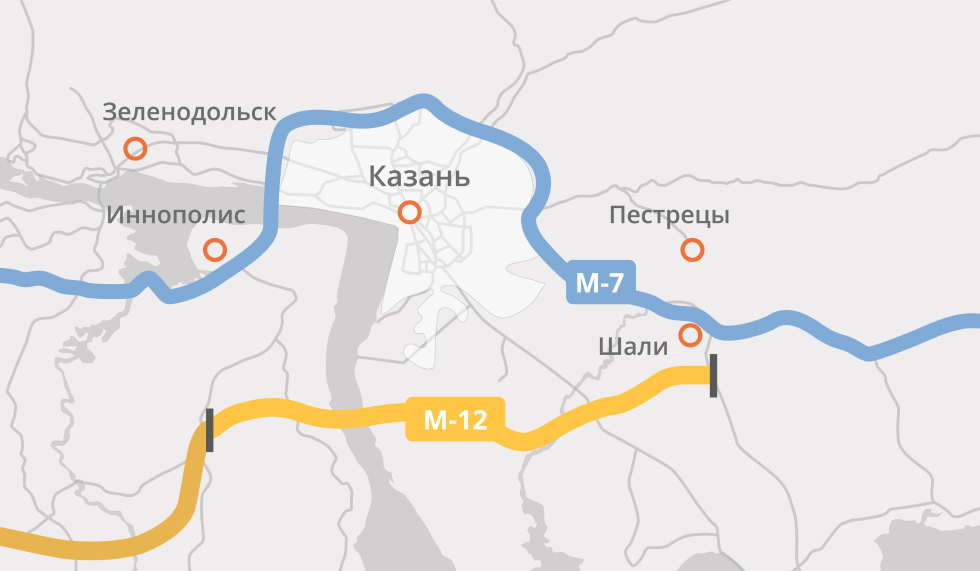 Зеленодольск
Казань
Иннополис
Пестрецы
М-7
Шали
М-12